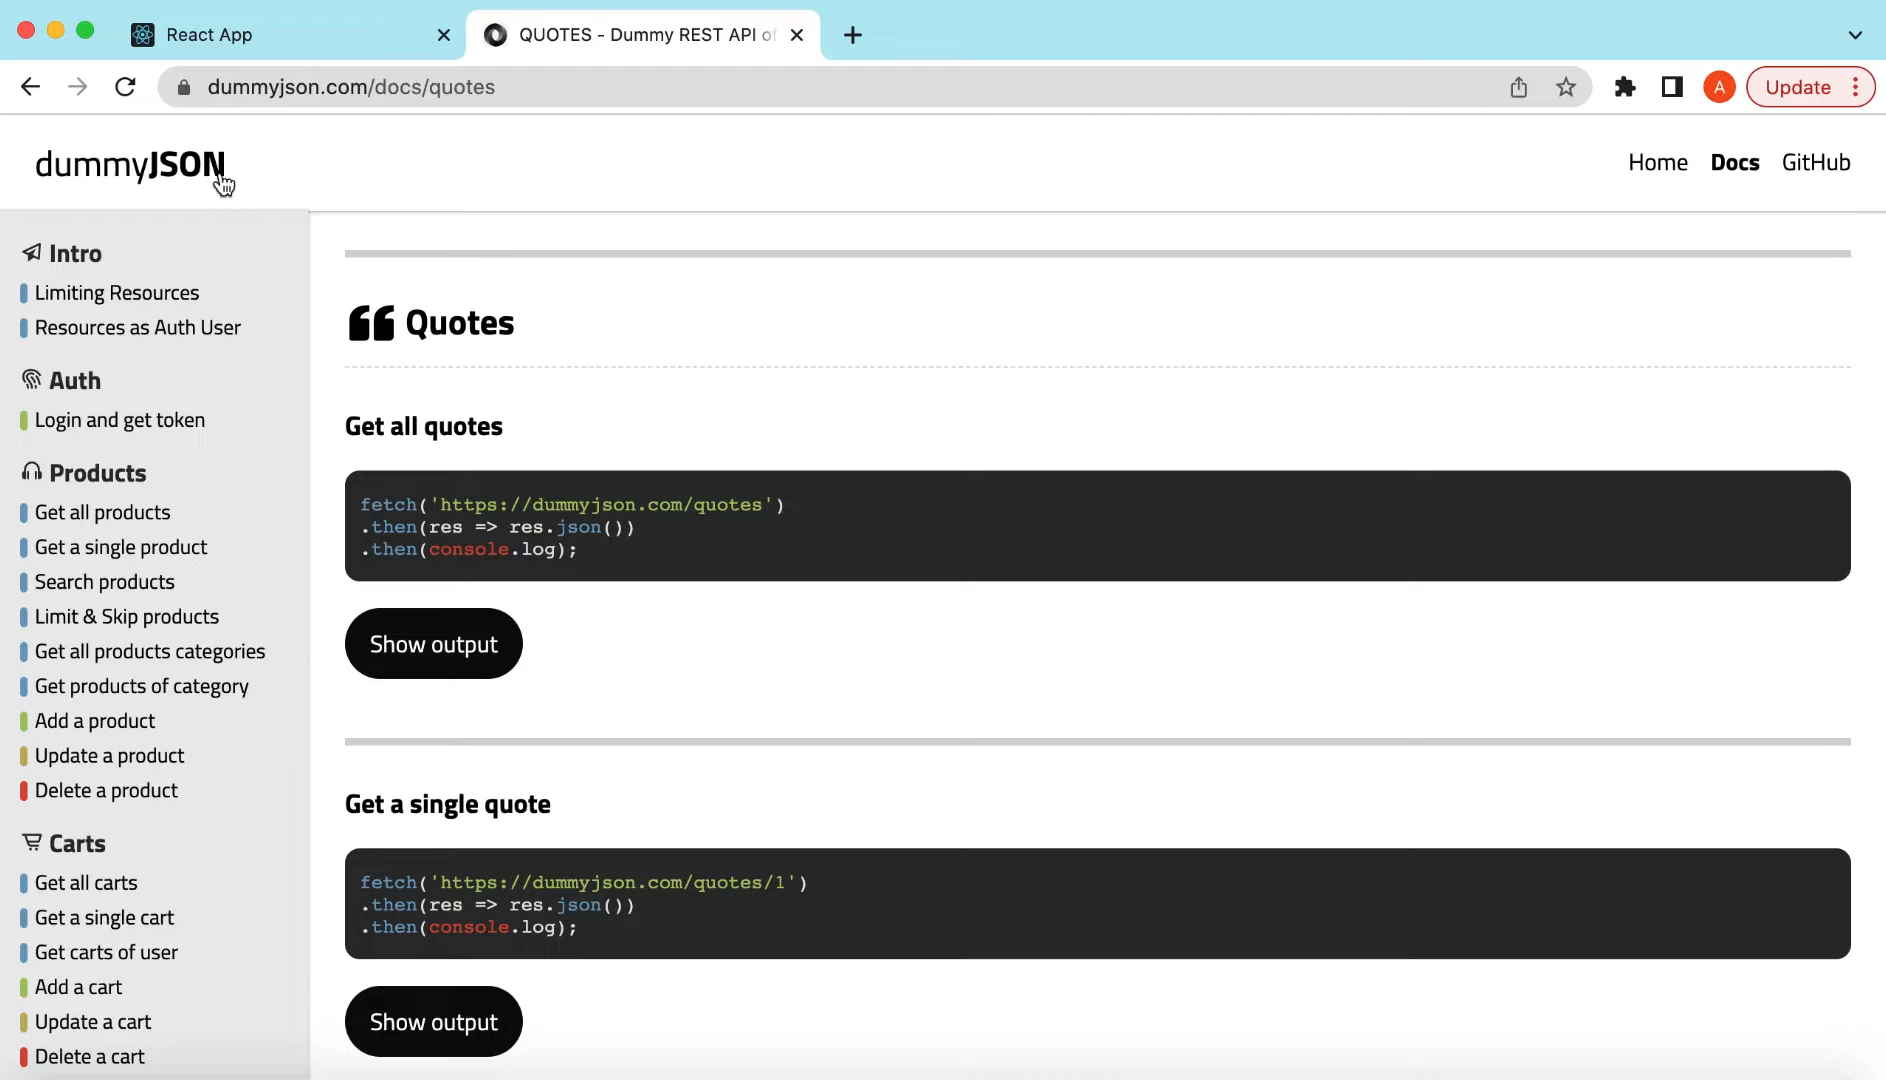 React App
QUOTES - Dummy REST API of
dummyjson.com/docs/quotes
A
Update
dummyJSON
Home
Docs
GitHub
Intro
Limiting Resources
Resources as Auth User
Auth
Login and get token
Products
Get all products
Get a single product
Search products
Limit & Skip products
Get all products categories
Get products of category
Add a product
Update a product
Delete a product
Carts
Get all carts
Get a single cart
Get carts of user
Add a cart
Update a cart
Delete a cart
Quotes
Get all quotes
fetch('https://dummyjson.com/quotes')
.then(res => res.json())
.then(console.log);
Show output
Get a single quote
fetch('https://dummyjson.com/quotes/1')
.then(res => res.json())
.then(console.log);
Show output